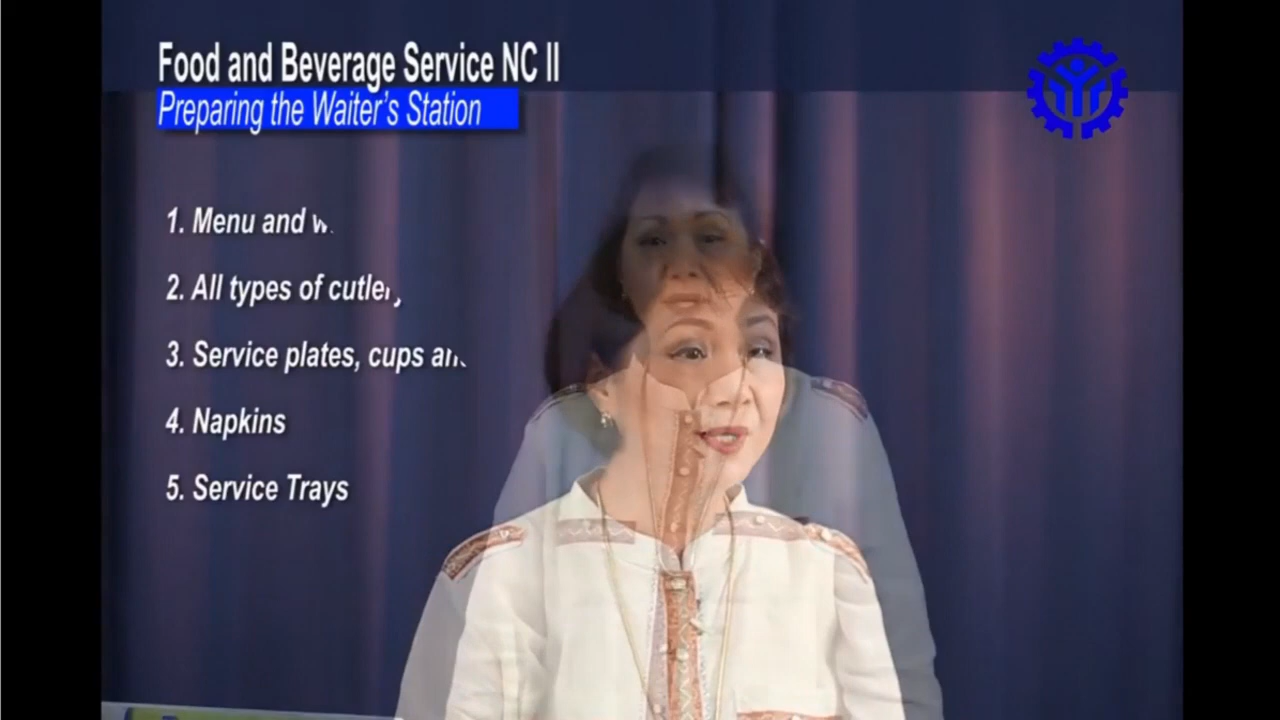 Food and Beverage Service NC II
Preparing the Waiter's Station
1. Menu and
2. All types of cutlery
3. Service plates, cups
4. Napkins
5. Service Trays